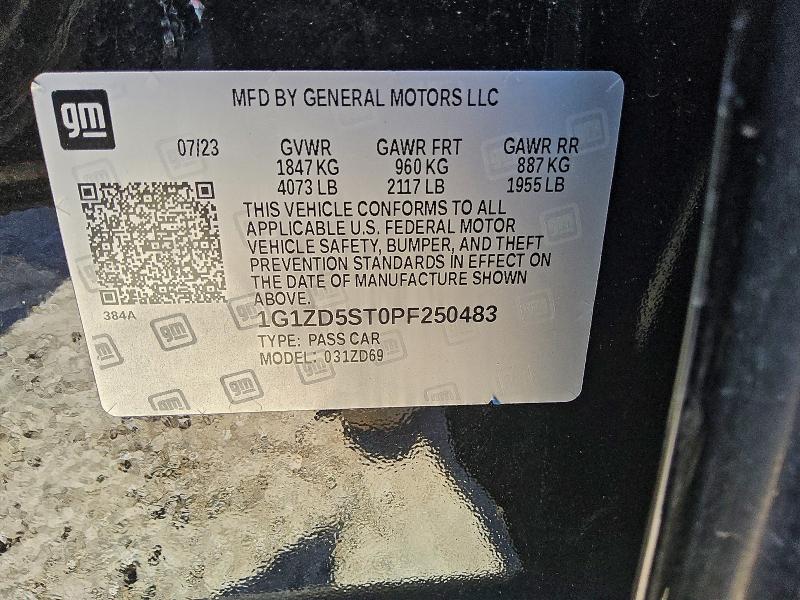 gm
MFD BY GENERAL MOTORS LLC
07/23 GVWR GAWR FRT GAWR RR
1847 KG 960 KG 887 KG
4073 LB 2117 LB 1955 LB
THIS VEHICLE CONFORMS TO ALL
APPLICABLE U.S. FEDERAL MOTOR
VEHICLE SAFETY, BUMPER, AND THEFT
PREVENTION STANDARDS IN EFFECT ON
THE DATE OF MANUFACTURE SHOWN
ABOVE.
384A
1G1ZD5ST0PF250483
TYPE: PASS CAR
MODEL: 031ZD69